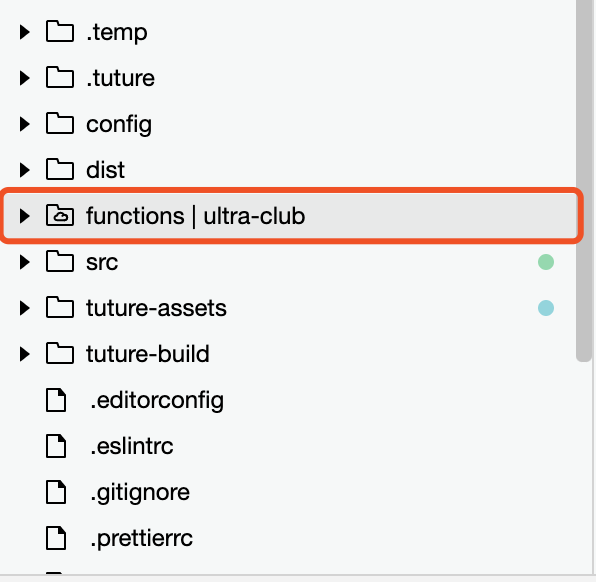 .temp
.tuture
config
dist
functions | ultra-club
src
tuture-assets
tuture-build
.editorconfig
.eslintrc
.gitignore
.prettierrc